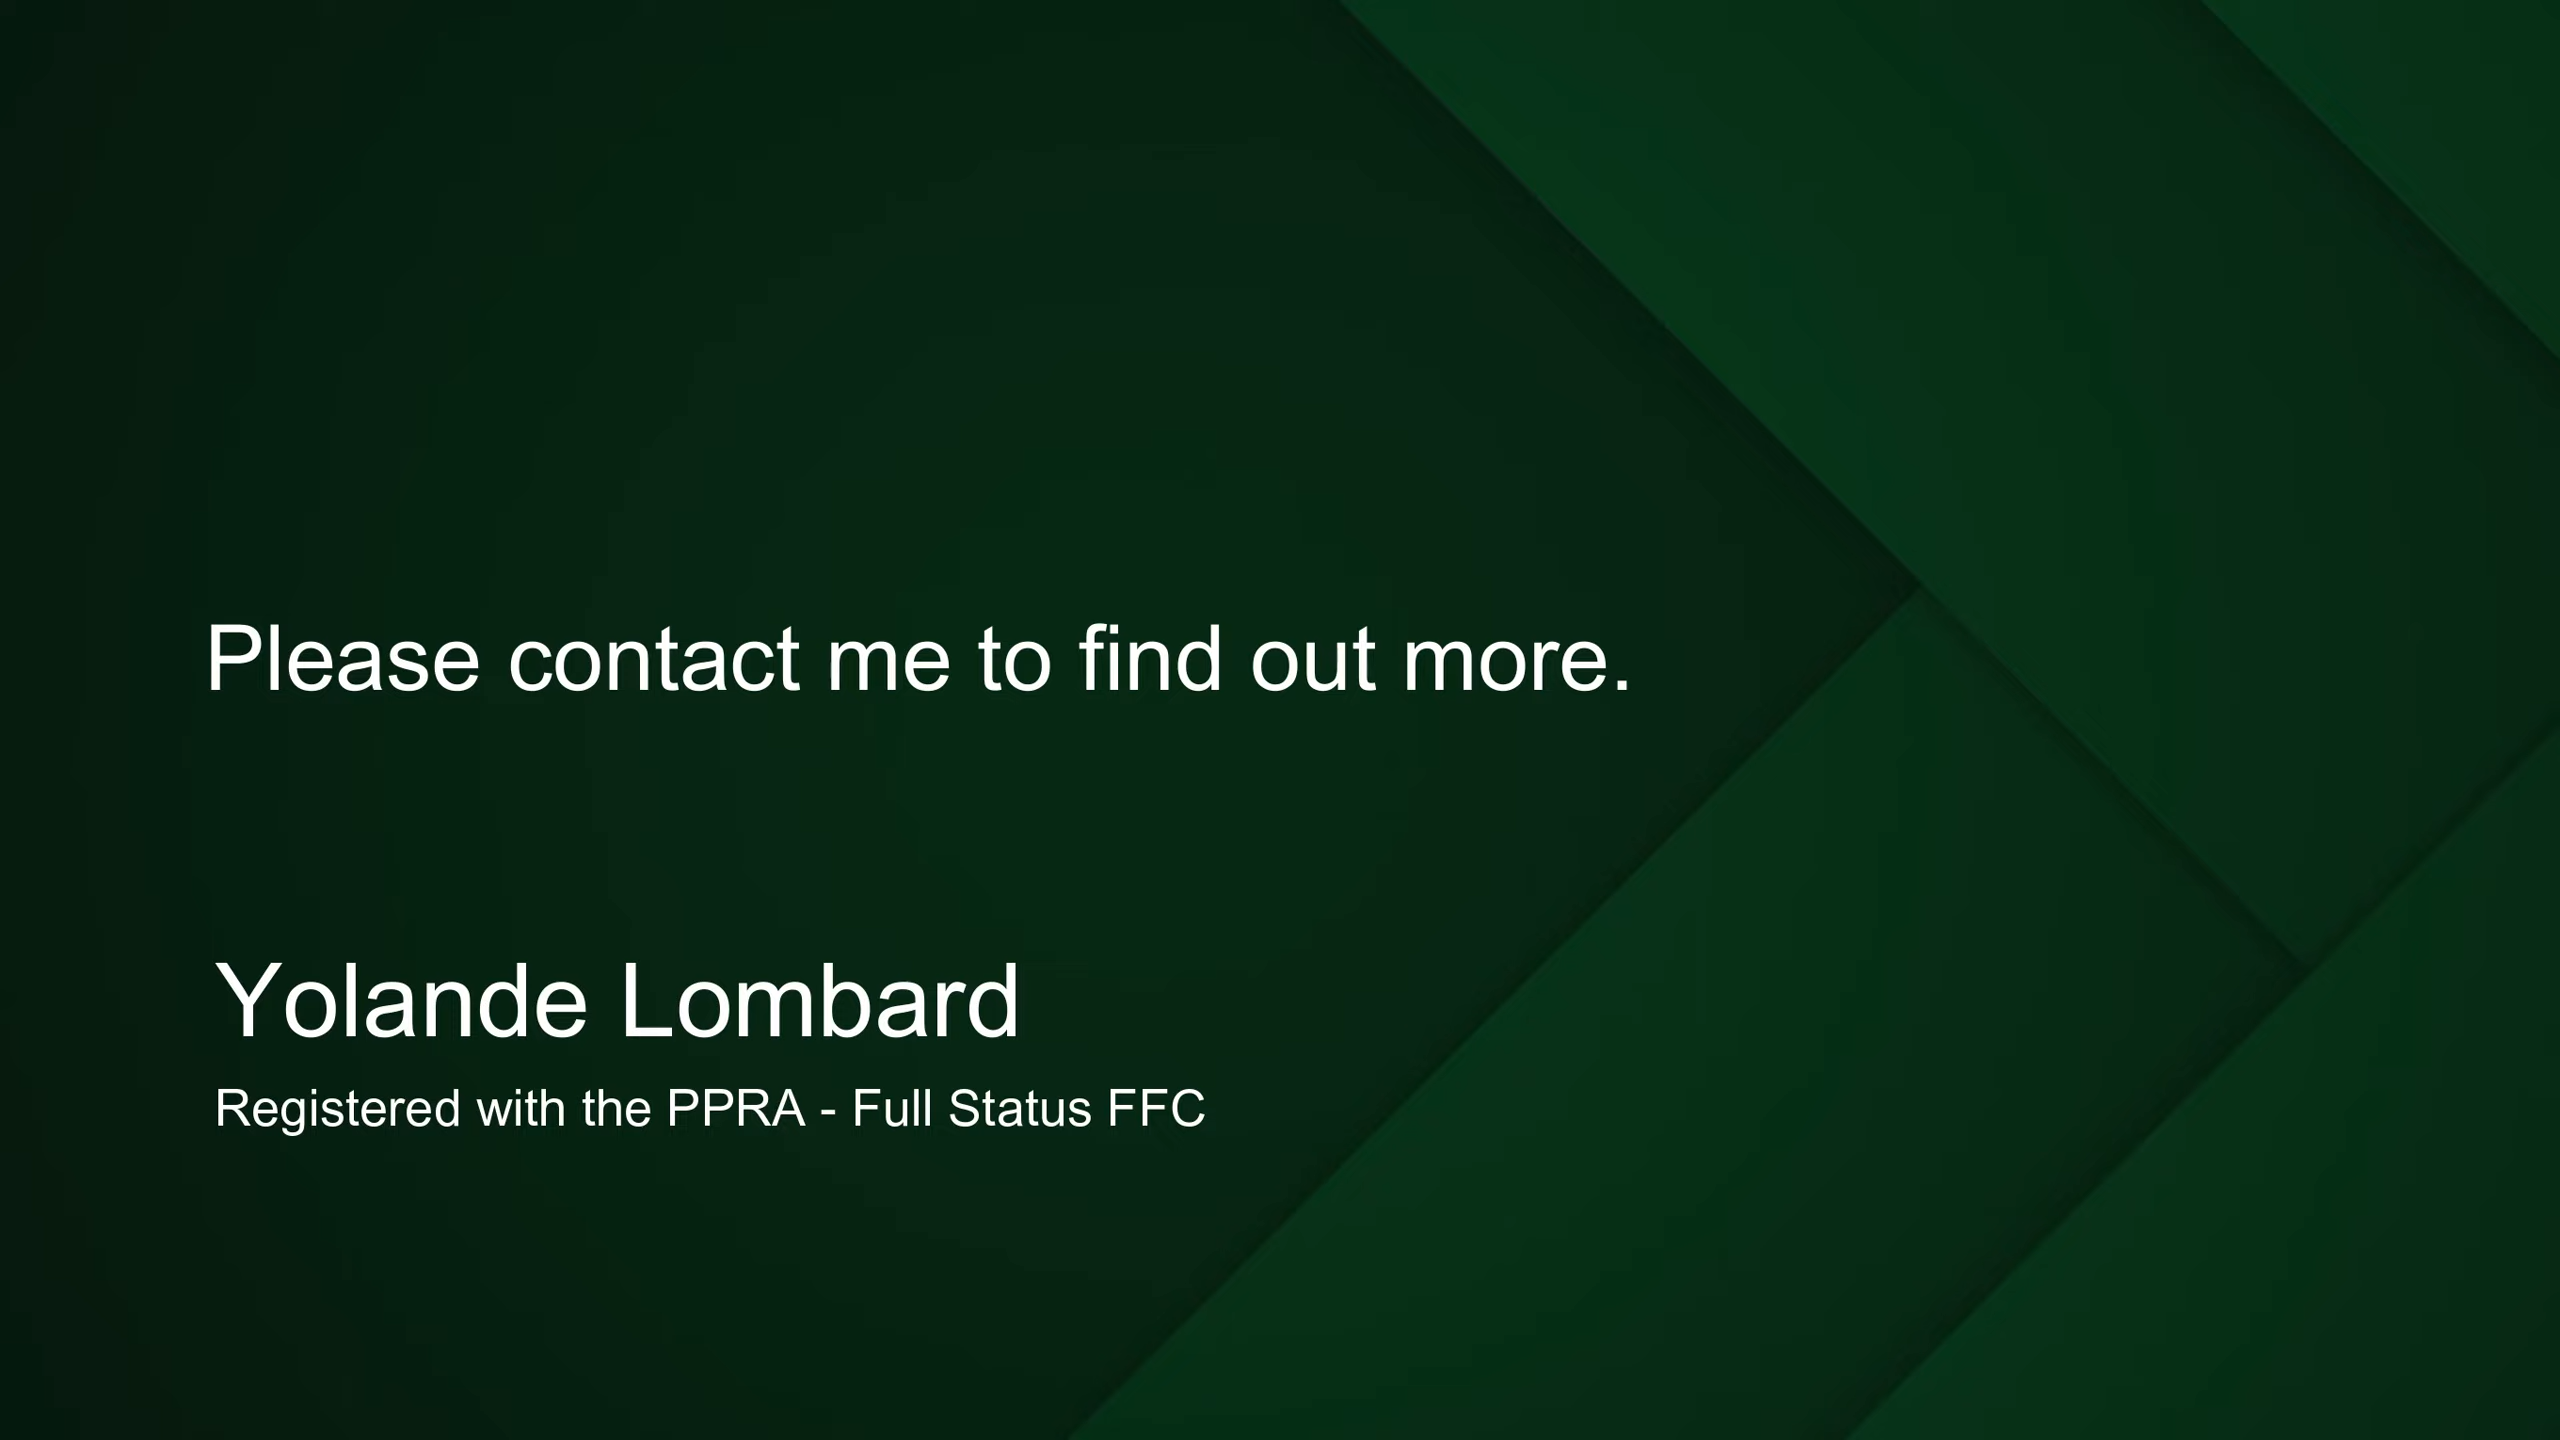 Please contact me to find out more.
Yolande Lombard
Registered with the PPRA - Full Status FFC